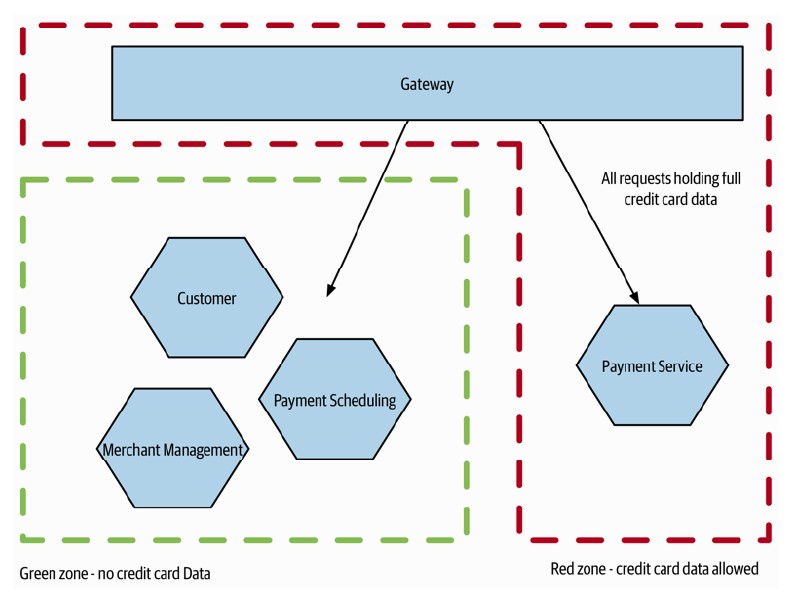 Gateway
All requests holding full
credit card data
Customer
Payment Scheduling
Payment Service
Merchant Management
Green zone - no credit card Data
Red zone - credit card data allowed